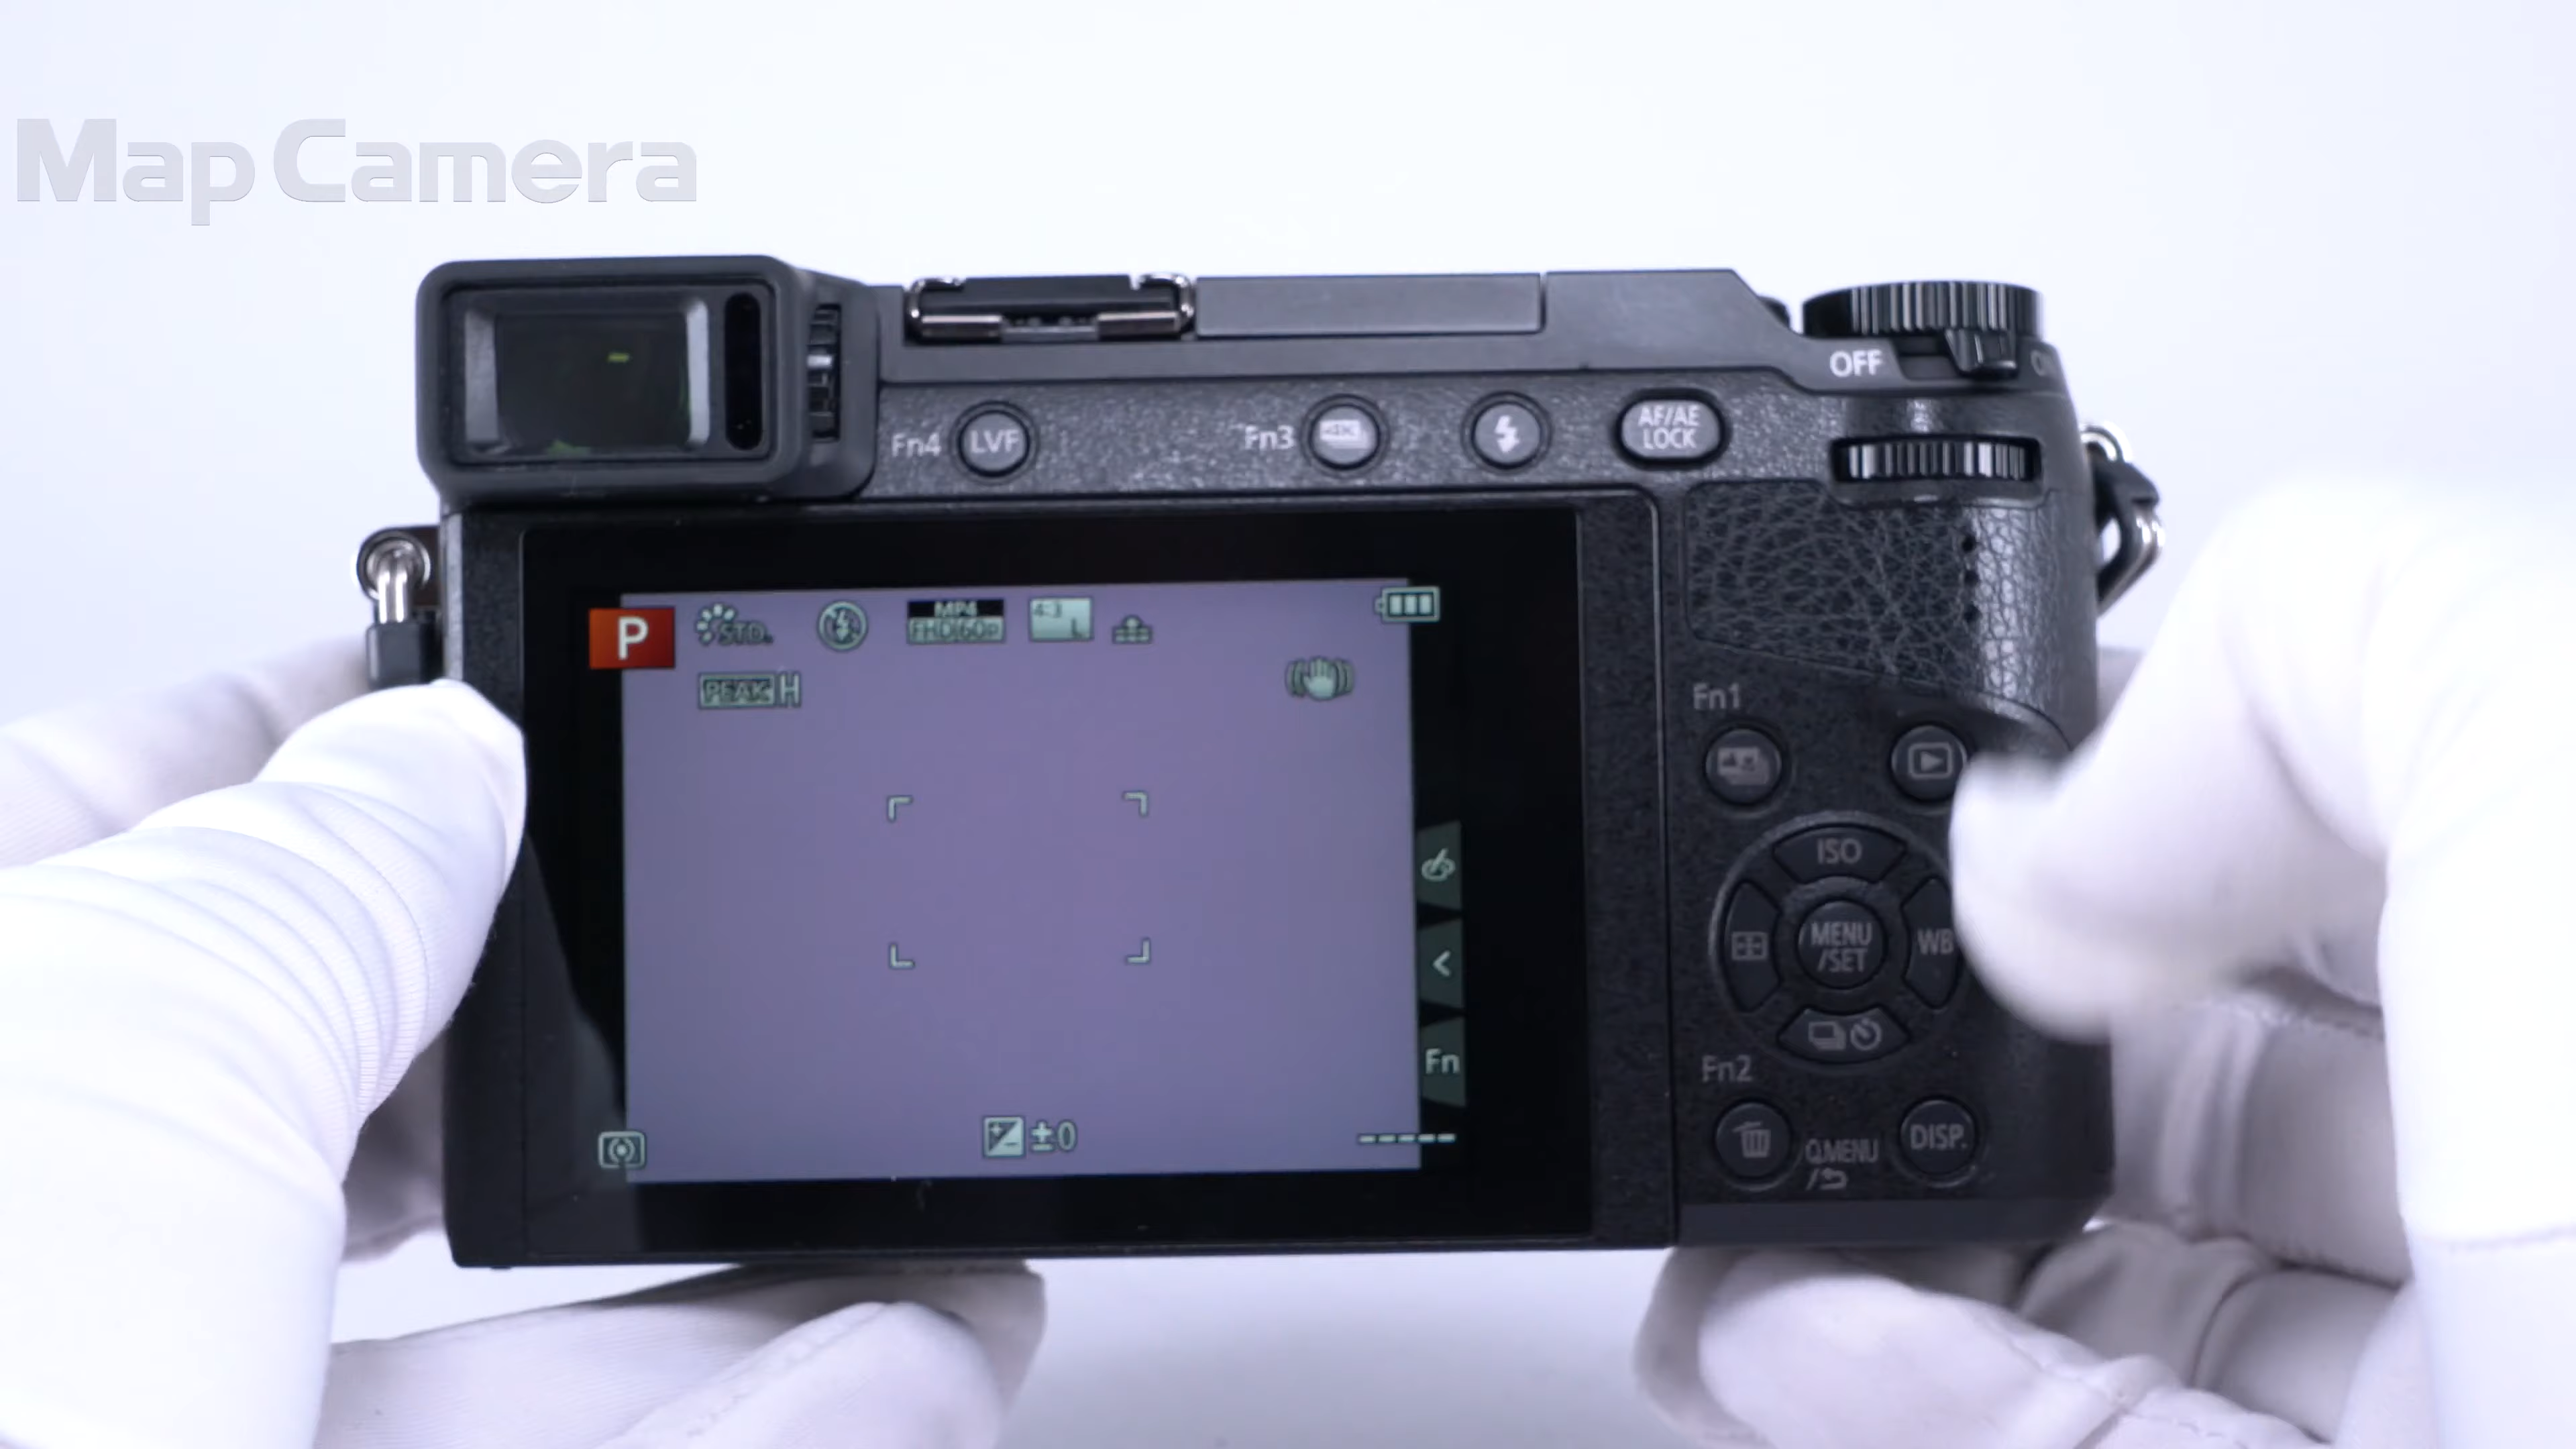 Map Camera
OFF
Fn4 LVF
Fn3 4K
AF/AE
LOCK
P STD. MP4 4:3 L
FHD 60p
PEAK H
Fn1
ISO
MENU
/SET
WB
Fn
Fn2
±0
Q.MENU
/
DISP.